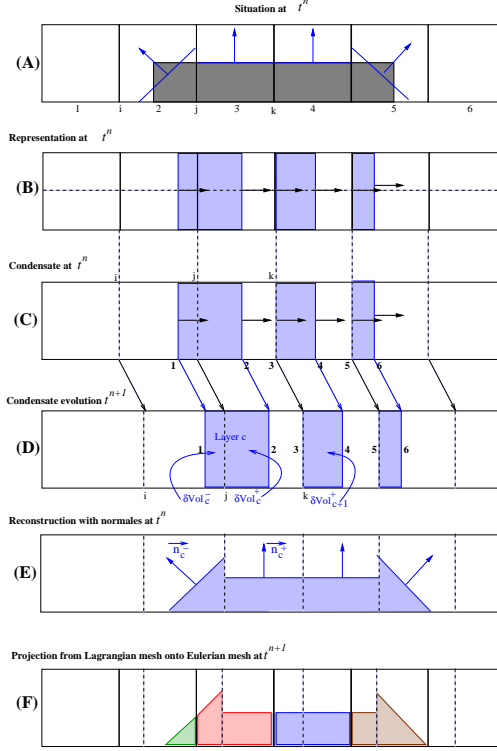 Situation at t^n
(A)
1 i 2 j 3 k 4 5 6
Representation at t^n
(B)
Condensate at t^n
i j k
(C)
1 2 3 4 5 6
Condensate evolution t^{n+1}
Layer c
(D)
1 2 3 4 5 6
i δVol_c^- j δVol_c^+ k δVol_{c+1}^+
Reconstruction with normales at t^n
n_c^- n_c^+
(E)
Projection from Lagrangian mesh onto Eulerian mesh at t^{n+1}
(F)